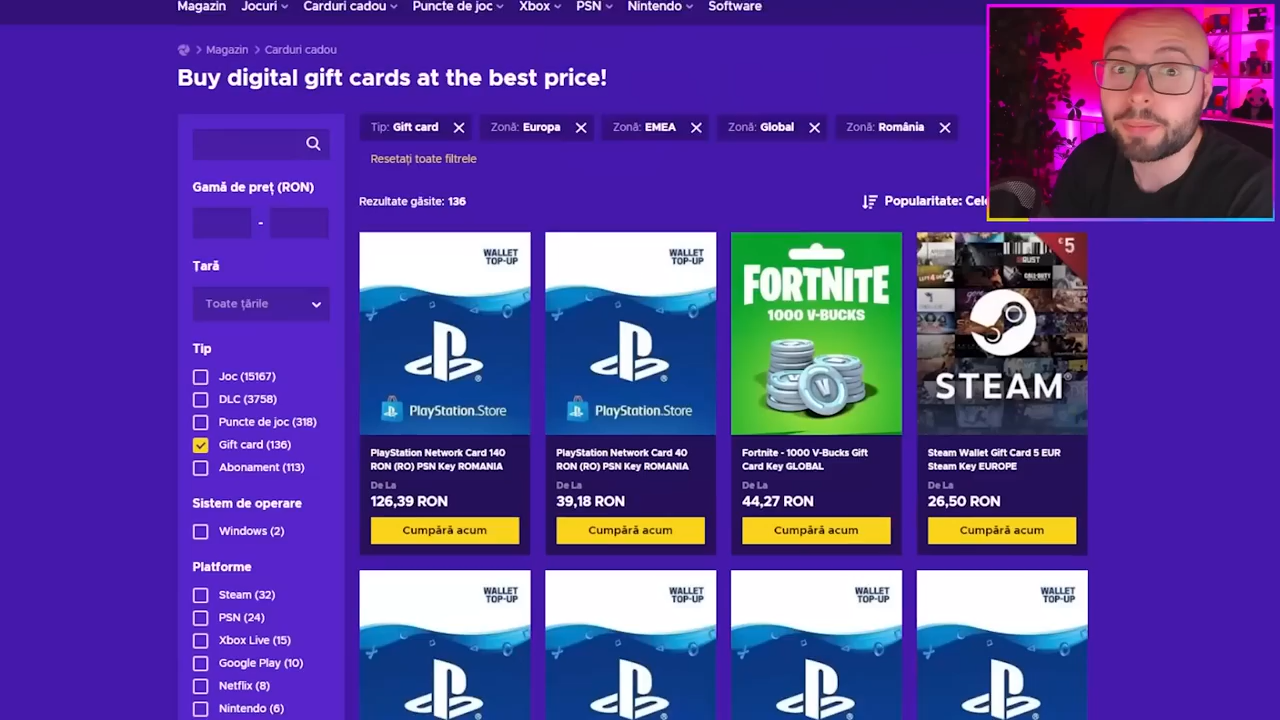 Magazin Jocuri Carduri cadou Puncte de joc Xbox PSN Nintendo Software
Magazin Carduri cadou
Buy digital gift cards at the best price!
Tip: Gift card Zonă: Europa Zonă: EMEA Zonă: Global Zonă: România
Resetați toate filtrele
Gamă de preț (RON)
-
Țară
Toate țările
Tip
Joc (15167)
DLC (3758)
Puncte de joc (318)
Gift card (136)
Abonament (113)
Sistem de operare
Windows (2)
Platforme
Steam (32)
PSN (24)
Xbox Live (15)
Google Play (10)
Netflix (8)
Nintendo (6)
Rezultate găsite: 136
Popularitate: Cele
WALLET
TOP-UP
PlayStation.Store
PlayStation Network Card 140
RON (RO) PSN Key ROMANIA
De La
126,39 RON
Cumpără acum
WALLET
TOP-UP
PlayStation.Store
PlayStation Network Card 40
RON (RO) PSN Key ROMANIA
De La
39,18 RON
Cumpără acum
FORTNITE
1000 V-BUCKS
Fortnite - 1000 V-Bucks Gift
Card Key GLOBAL
De La
44,27 RON
Cumpără acum
€5
RUST
STEAM®
Steam Wallet Gift Card 5 EUR
Steam Key EUROPE
De La
26,50 RON
Cumpără acum
WALLET
TOP-UP
WALLET
TOP-UP
WALLET
TOP-UP
WALLET
TOP-UP